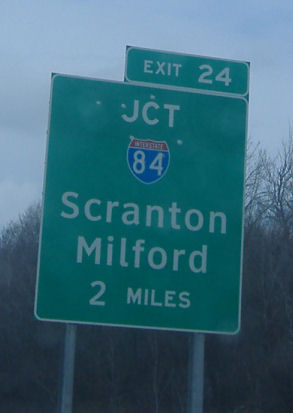 EXIT 24
JCT
INTERSTATE
84
Scranton
Milford
2 MILES